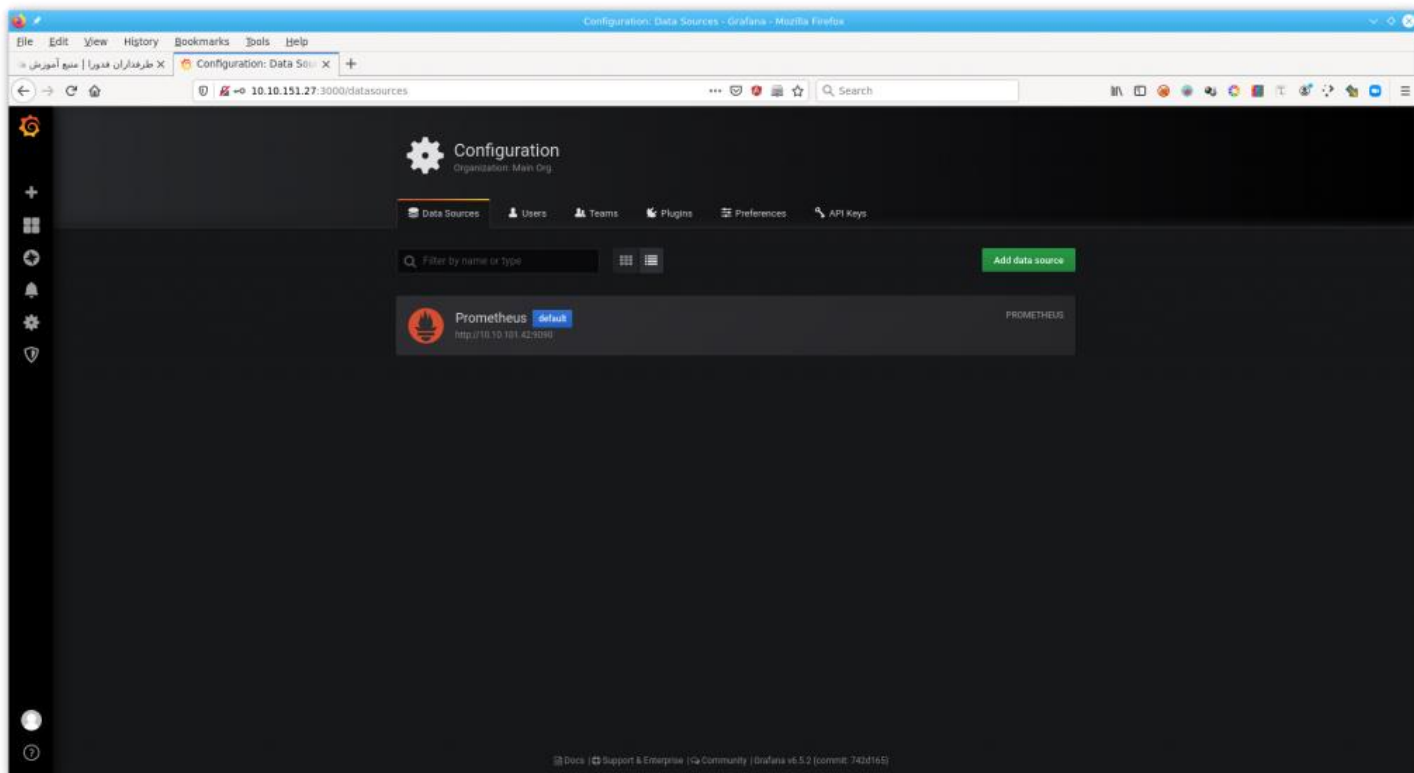 Configuration: Data Sources - Grafana - Mozilla Firefox
File Edit View History Bookmarks Tools Help
طرفداران فدورا | منبع آموزش
Configuration: Data Sou
10.10.151.27:3000/datasources
Search
Configuration
Organization: Main Org.
Data Sources Users Teams Plugins Preferences API Keys
Filter by name or type
Add data source
Prometheus default
PROMETHEUS
http://10.10.101.42:9090
Docs | Support & Enterprise | Community | Grafana v6.5.2 (commit: 742d165)